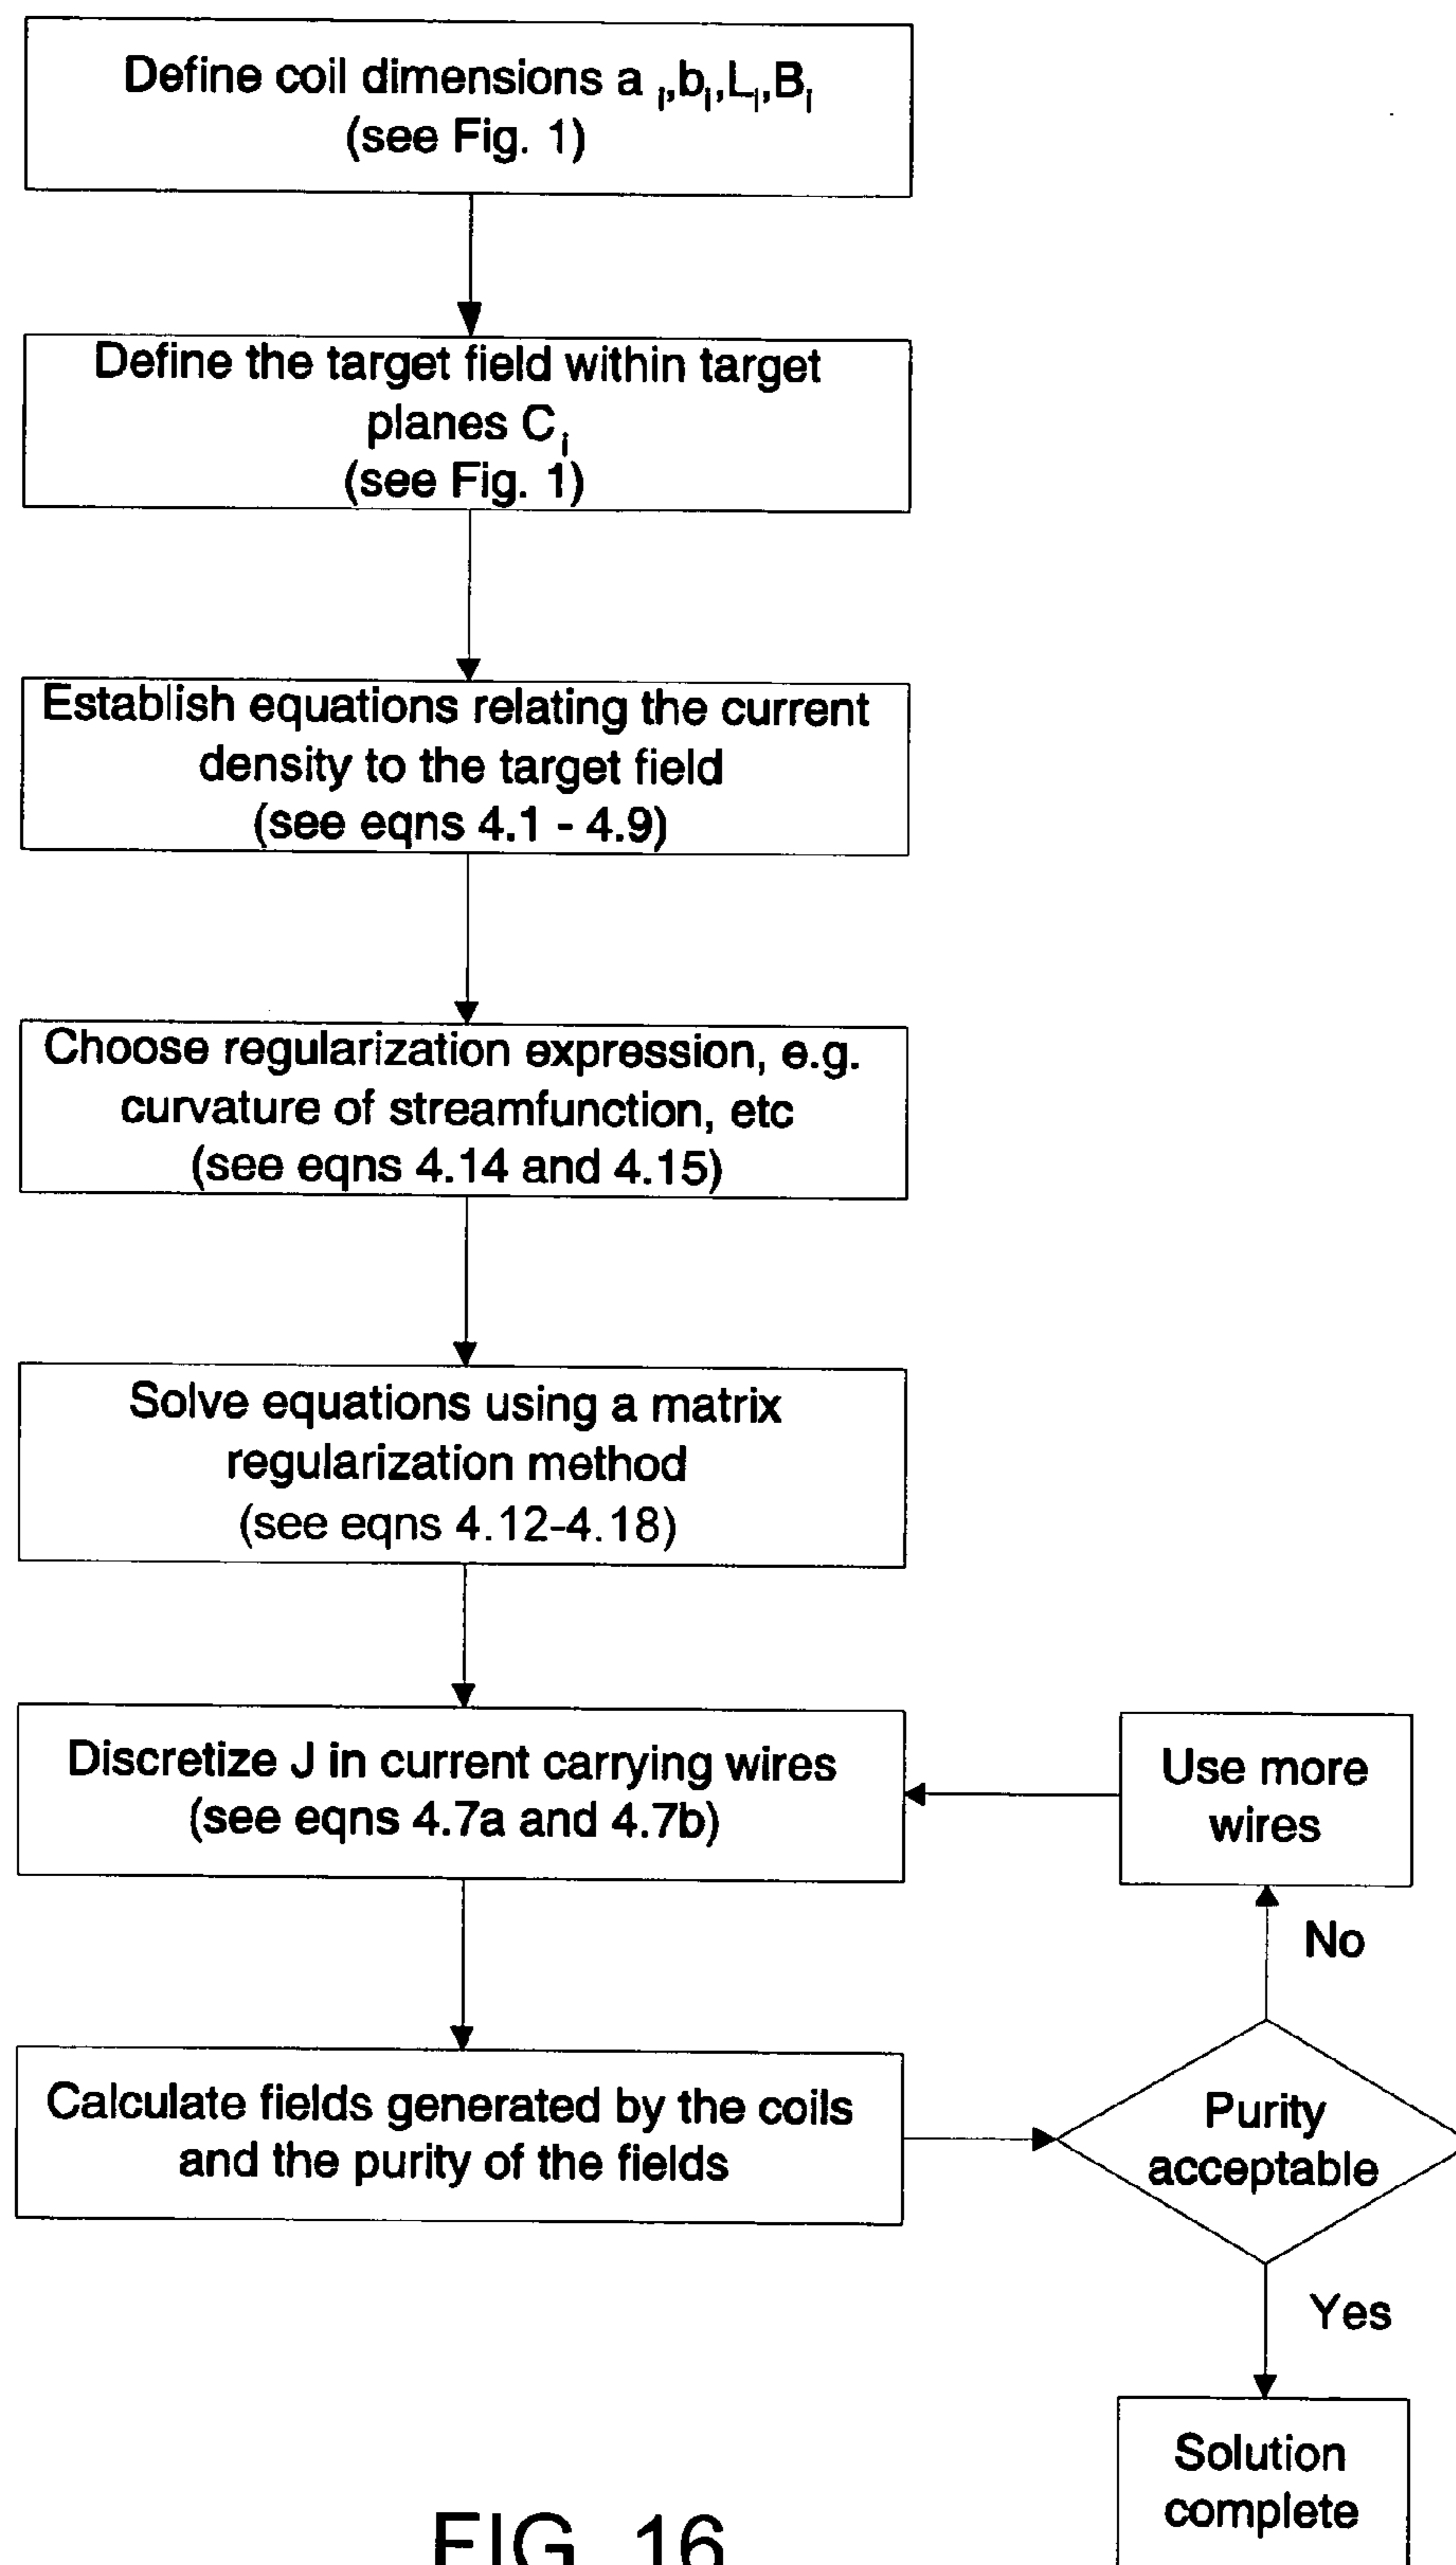 Define coil dimensions a i,bi,Li,Bi
(see Fig. 1)
Define the target field within target
planes Ci
(see Fig. 1)
Establish equations relating the current
density to the target field
(see eqns 4.1 - 4.9)
Choose regularization expression, e.g.
curvature of streamfunction, etc
(see eqns 4.14 and 4.15)
Solve equations using a matrix
regularization method
(see eqns 4.12-4.18)
Discretize J in current carrying wires
(see eqns 4.7a and 4.7b)
Use more
wires
No
Calculate fields generated by the coils
and the purity of the fields
Purity
acceptable
Yes
Solution
complete
FIG. 16